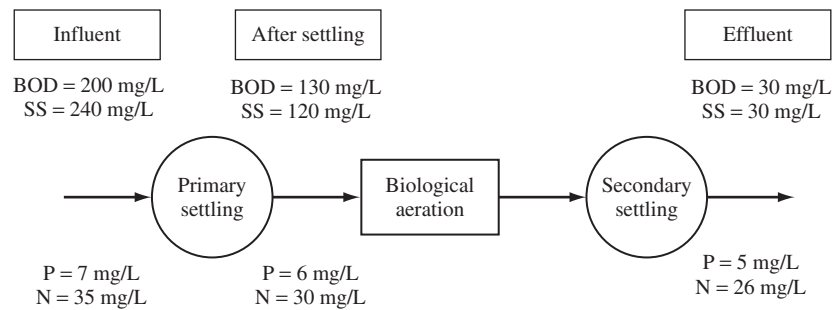 Influent
After settling
Effluent
BOD = 200 mg/L
SS = 240 mg/L
BOD = 130 mg/L
SS = 120 mg/L
BOD = 30 mg/L
SS = 30 mg/L
Primary
settling
Biological
aeration
Secondary
settling
P = 7 mg/L
N = 35 mg/L
P = 6 mg/L
N = 30 mg/L
P = 5 mg/L
N = 26 mg/L